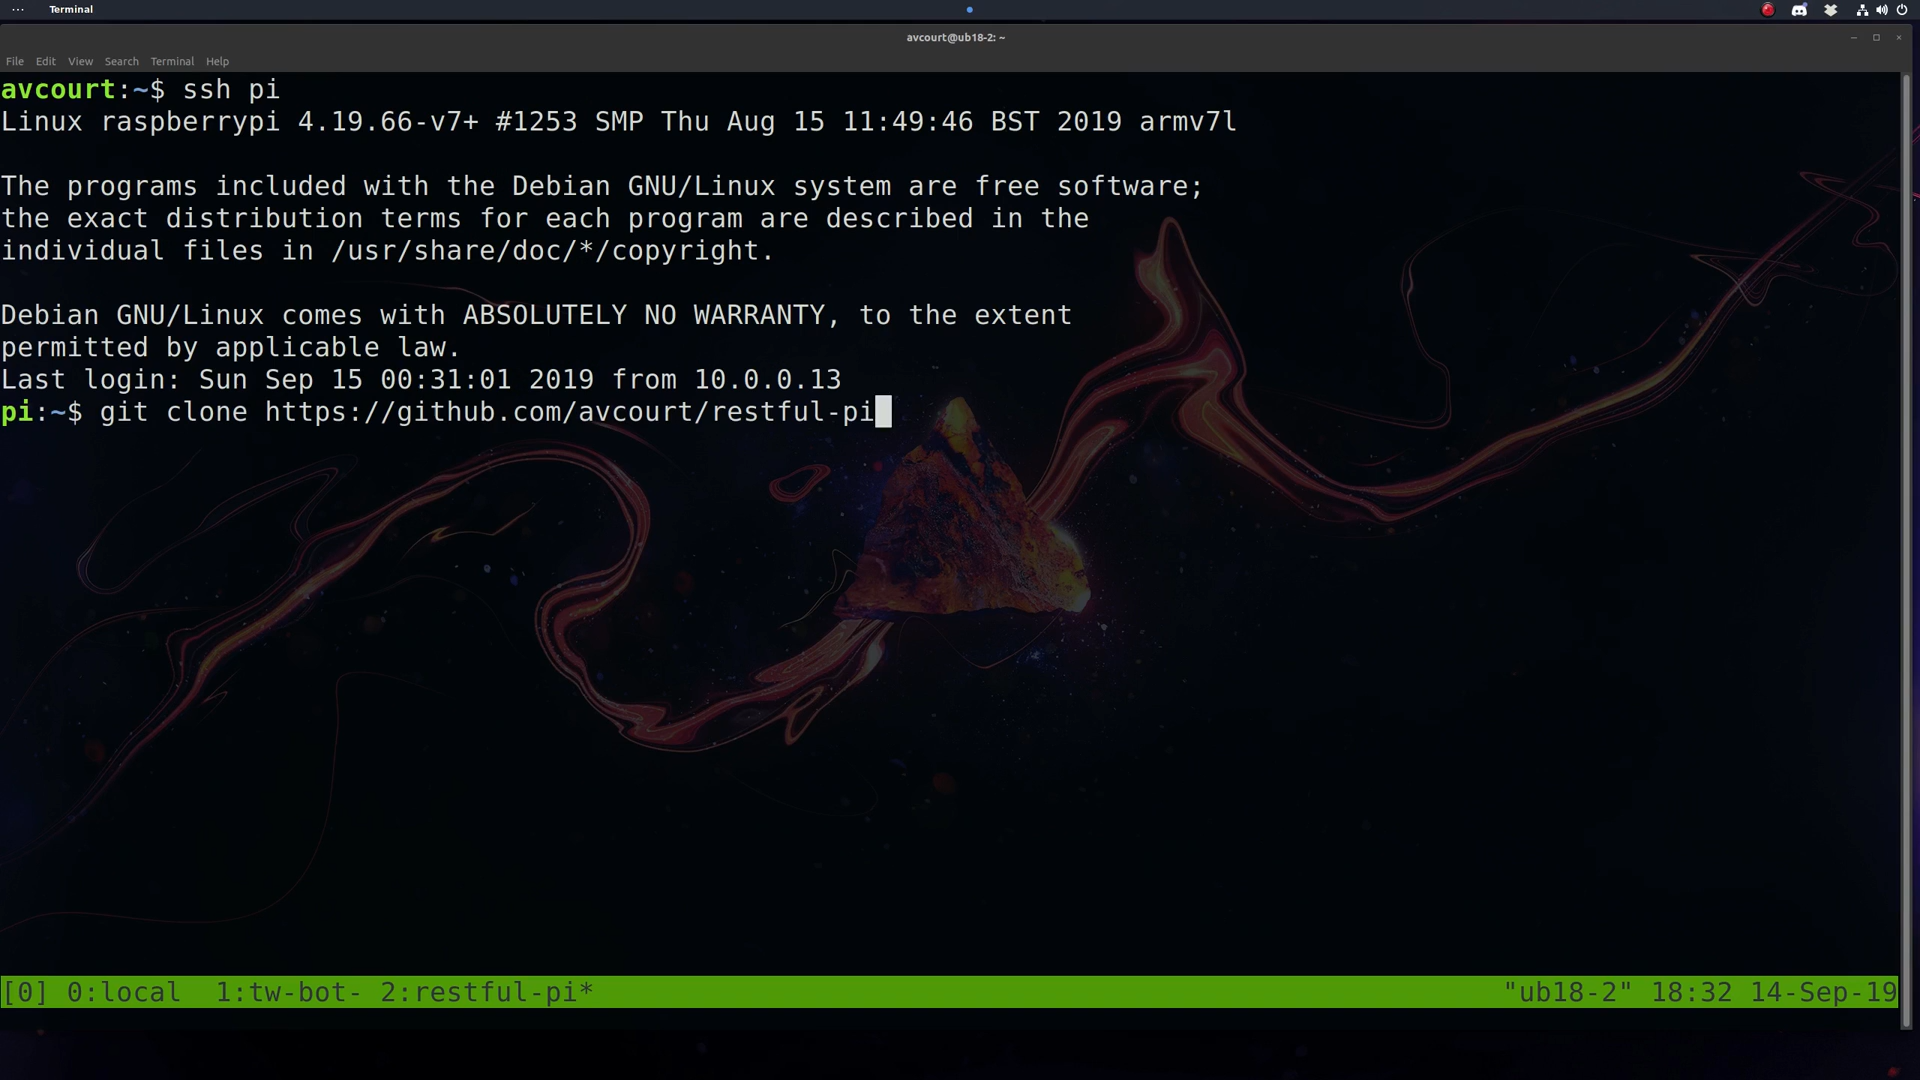 ... Terminal
avcourt@ub18-2: ~
File Edit View Search Terminal Help
avcourt:~$ ssh pi
Linux raspberrypi 4.19.66-v7+ #1253 SMP Thu Aug 15 11:49:46 BST 2019 armv7l
The programs included with the Debian GNU/Linux system are free software;
the exact distribution terms for each program are described in the
individual files in /usr/share/doc/*/copyright.
Debian GNU/Linux comes with ABSOLUTELY NO WARRANTY, to the extent
permitted by applicable law.
Last login: Sun Sep 15 00:31:01 2019 from 10.0.0.13
pi:~$ git clone https://github.com/avcourt/restful-pi
[0] 0:local  1:tw-bot- 2:restful-pi* "ub18-2" 18:32 14-Sep-19